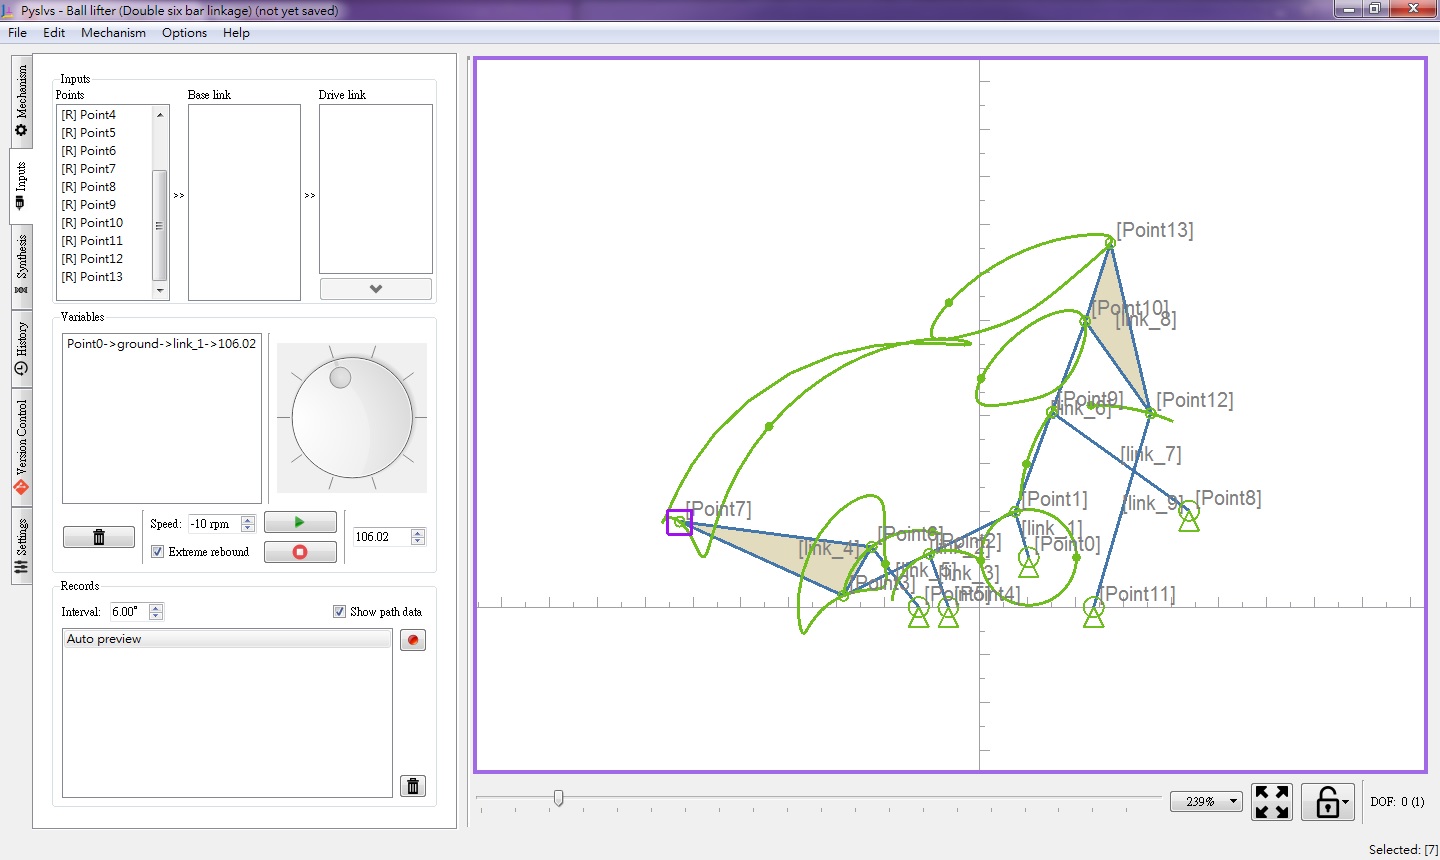 Pyslvs - Ball lifter (Double six bar linkage) (not yet saved)
File Edit Mechanism Options Help
Mechanism
Inputs
Synthesis
History
Version Control
Settings
Inputs
Points Base link Drive link
[R] Point4
[R] Point5
[R] Point6
[R] Point7
[R] Point8
[R] Point9
[R] Point10
[R] Point11
[R] Point12
[R] Point13
>> >>
Variables
Point0->ground->link_1->106.02
Speed: -10 rpm
Extreme rebound
106.02
Records
Interval: 6.00°
Show path data
Auto preview
[Point13]
[Point10]
[link_8]
[Point9]
[link_6]
[Point12]
[link_7]
[Point1]
[link_9]
[Point8]
[Point7]
[link_1]
[Point0]
[link_4]
[Point6]
[Point2]
[link_5]
[link_3]
[Point3]
[Point4]
[Point11]
239%
DOF: 0 (1)
Selected: [7]